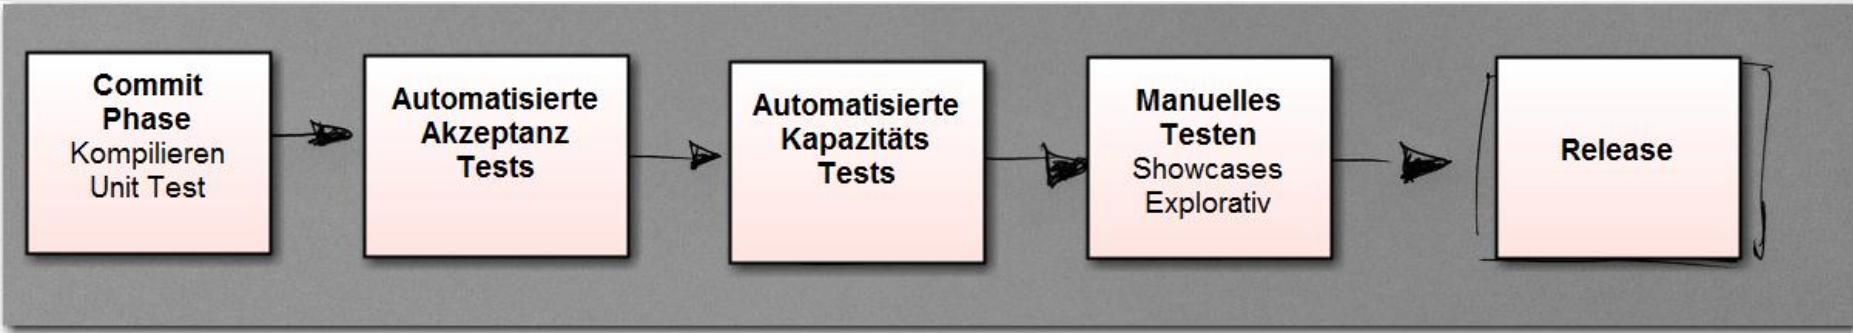 Commit
Phase
Kompilieren
Unit Test
Automatisierte
Akzeptanz
Tests
Automatisierte
Kapazitäts
Tests
Manuelles
Testen
Showcases
Explorativ
Release